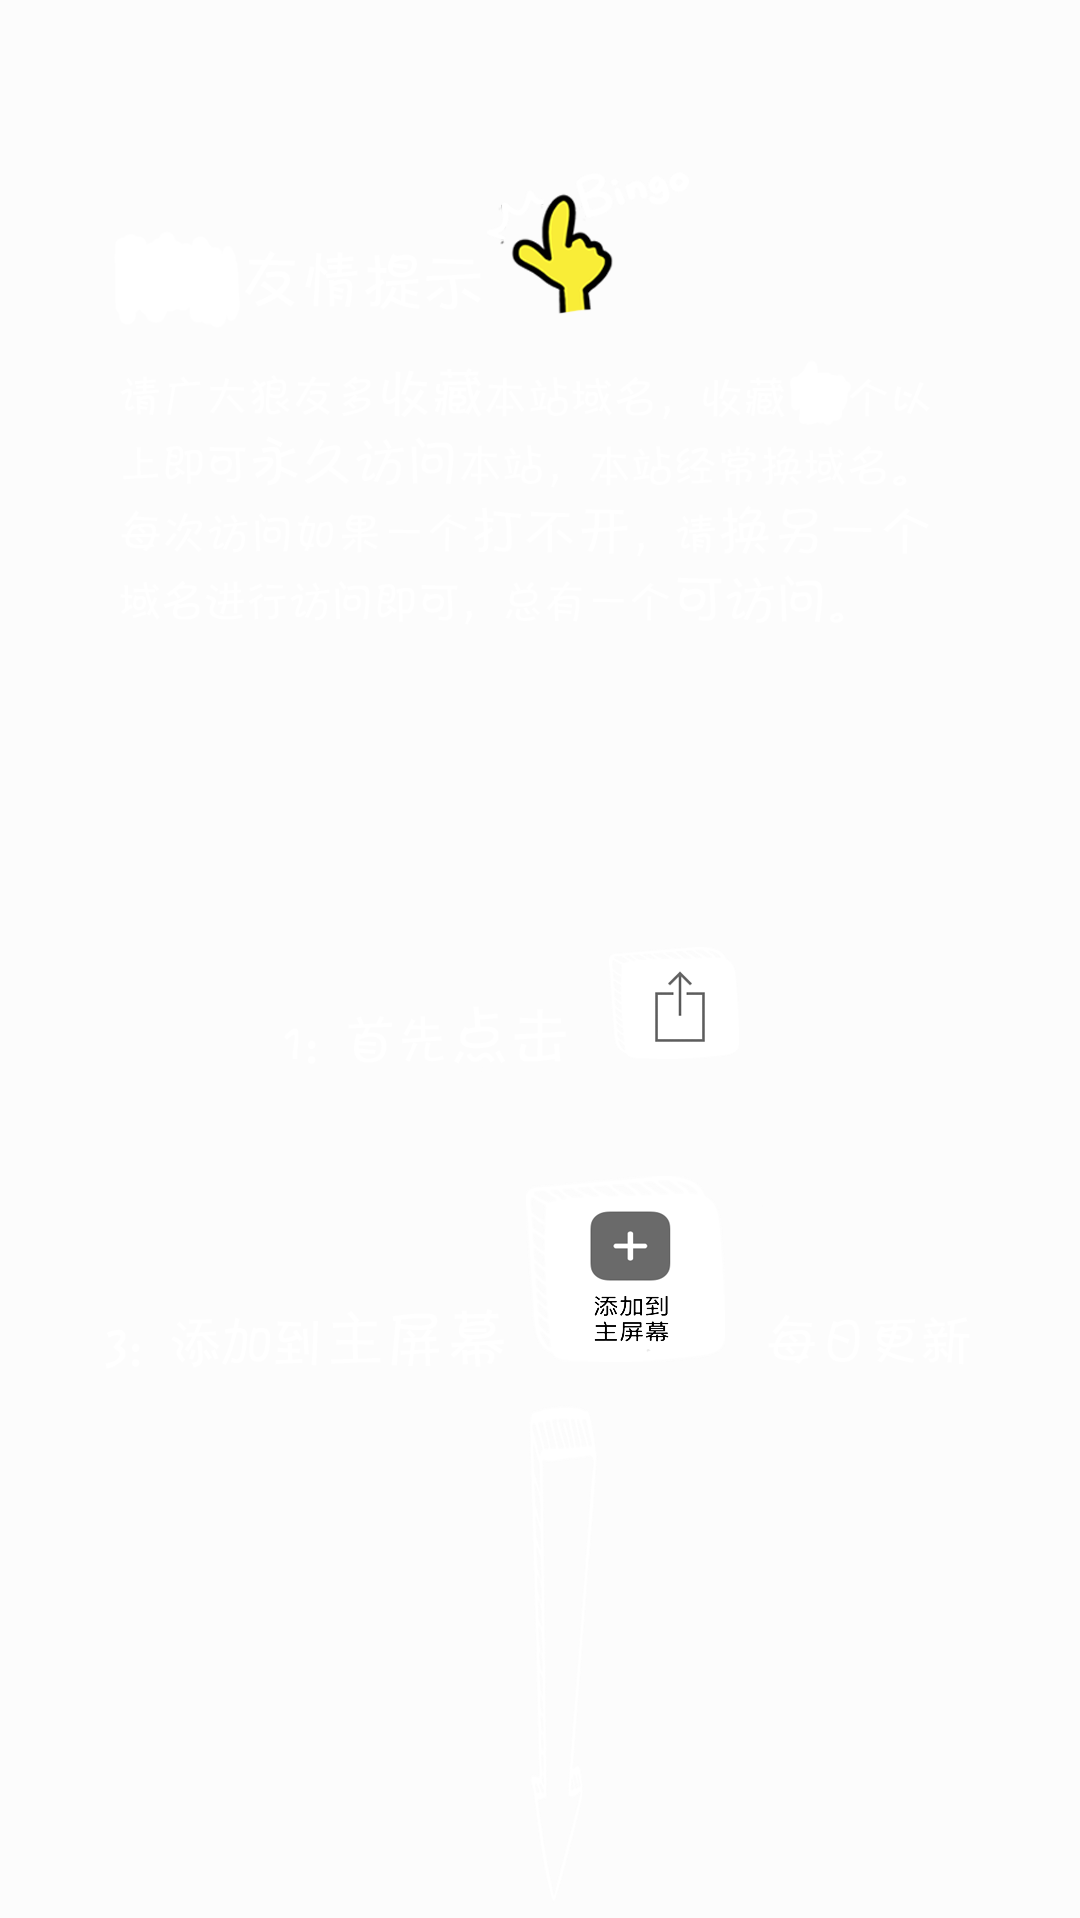 Bingo
友情提示
请广大狼友多收藏本站域名，收藏个以
上即可永久访问本站，本站经常换域名。
每次访问如果一个打不开，请换另一个
域名进行访问即可，总有一个可访问。
1: 首先点击
添加到
主屏幕
3: 添加到主屏幕
每日更新